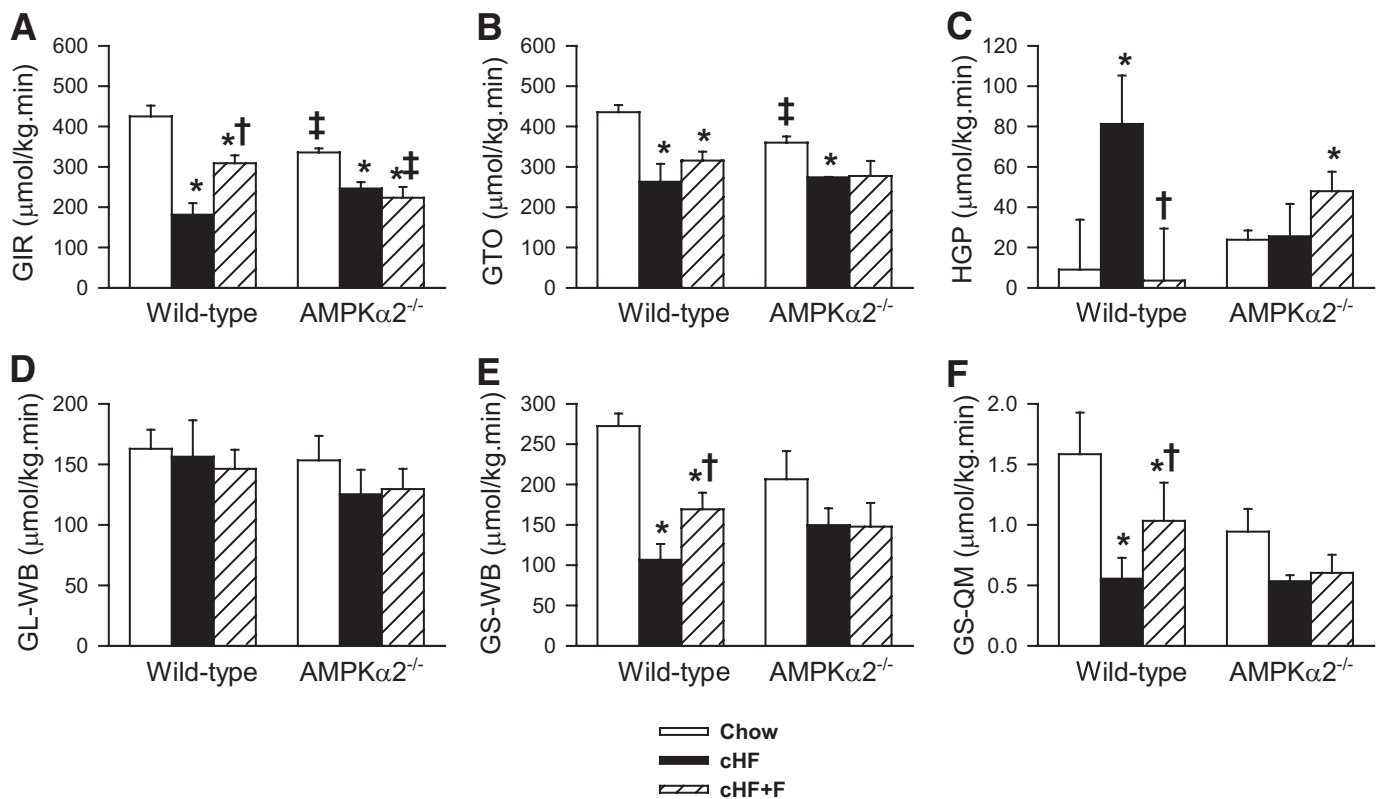 A
GIR (μmol/kg.min)
600
500
400
300
200
100
0
*
*†
‡
*
*‡
Wild-type
AMPKα2-/-
B
GTO (μmol/kg.min)
600
500
400
300
200
100
0
*
*
‡
*
Wild-type
AMPKα2-/-
C
HGP (μmol/kg.min)
120
100
80
60
40
20
0
*
†
*
Wild-type
AMPKα2-/-
D
GL-WB (μmol/kg.min)
200
150
100
50
0
Wild-type
AMPKα2-/-
E
GS-WB (μmol/kg.min)
300
250
200
150
100
50
0
*
*†
Wild-type
AMPKα2-/-
F
GS-QM (μmol/kg.min)
2.0
1.5
1.0
0.5
0.0
*
*†
Wild-type
AMPKα2-/-
Chow
cHF
cHF+F